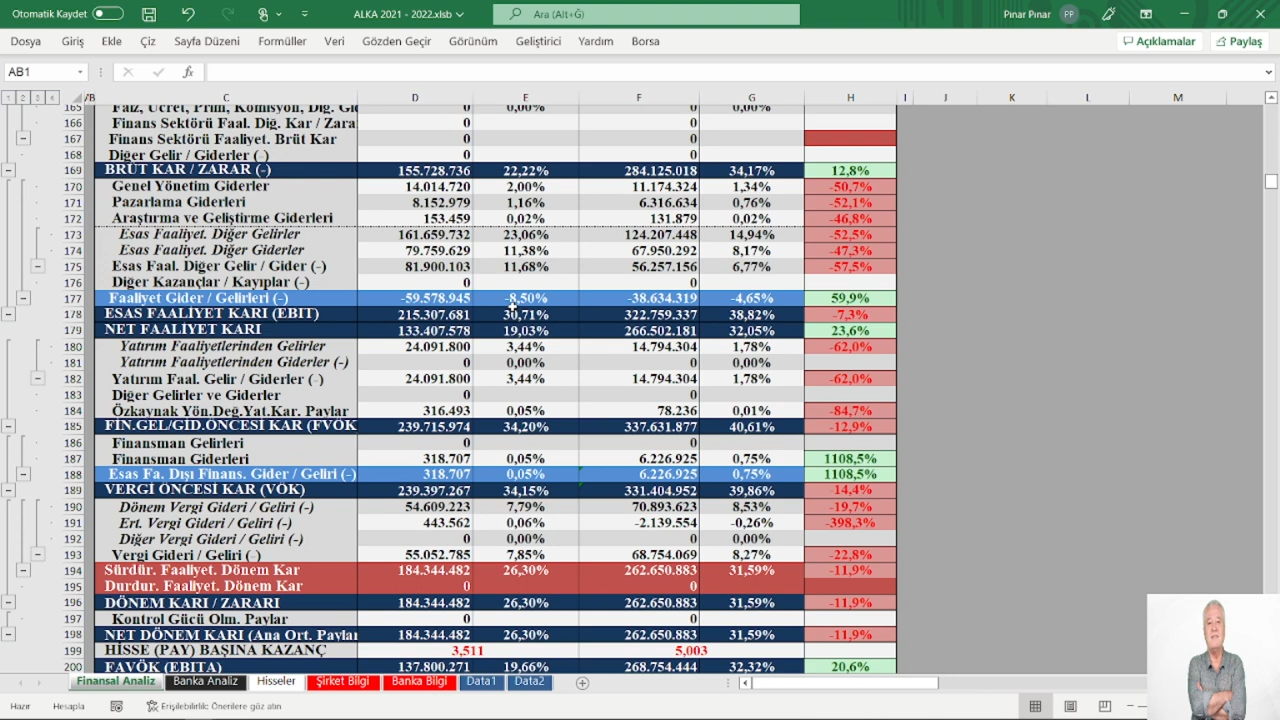 Otomatik Kaydet ALKA 2021 - 2022.xlsb Ara (Alt+Ğ) Pınar Pınar PP
Dosya Giriş Ekle Çiz Sayfa Düzeni Formüller Veri Gözden Geçir Görünüm Geliştirici Yardım Borsa Açıklamalar Paylaş
AB1 fx
1 2 3 4 /B C D E F G H I J K L M
165 Faiz, Ücret, Prim, Komisyon, Diğ. Gi 0 0,00% 0 0,00%
166 Finans Sektörü Faal. Diğ. Kar / Zara 0 0
167 Finans Sektörü Faaliyet. Brüt Kar 0 0
168 Diğer Gelir / Giderler (-) 0 0
169 BRÜT KAR / ZARAR (-) 155.728.736 22,22% 284.125.018 34,17% 12,8%
170 Genel Yönetim Giderler 14.014.720 2,00% 11.174.324 1,34% -50,7%
171 Pazarlama Giderleri 8.152.979 1,16% 6.316.634 0,76% -52,1%
172 Araştırma ve Geliştirme Giderleri 153.459 0,02% 131.879 0,02% -46,8%
173 Esas Faaliyet. Diğer Gelirler 161.659.732 23,06% 124.207.448 14,94% -52,5%
174 Esas Faaliyet. Diğer Giderler 79.759.629 11,38% 67.950.292 8,17% -47,3%
175 Esas Faal. Diğer Gelir / Gider (-) 81.900.103 11,68% 56.257.156 6,77% -57,5%
176 Diğer Kazançlar / Kayıplar (-) 0 0
177 Faaliyet Gider / Gelirleri (-) -59.578.945 -8,50% -38.634.319 -4,65% 59,9%
178 ESAS FAALİYET KARI (EBIT) 215.307.681 30,71% 322.759.337 38,82% -7,3%
179 NET FAALİYET KARI 133.407.578 19,03% 266.502.181 32,05% 23,6%
180 Yatırım Faaliyetlerinden Gelirler 24.091.800 3,44% 14.794.304 1,78% -62,0%
181 Yatırım Faaliyetlerinden Giderler (-) 0 0,00% 0 0,00%
182 Yatırım Faal. Gelir / Giderler (-) 24.091.800 3,44% 14.794.304 1,78% -62,0%
183 Diğer Gelirler ve Giderler 0 0
184 Özkaynak Yön.Değ.Yat.Kar. Paylar 316.493 0,05% 78.236 0,01% -84,7%
185 FİN.GEL/GİD.ÖNCESİ KAR (FVÖK 239.715.974 34,20% 337.631.877 40,61% -12,9%
186 Finansman Gelirleri 0 0
187 Finansman Giderleri 318.707 0,05% 6.226.925 0,75% 1108,5%
188 Esas Fa. Dışı Finans. Gider / Geliri (-) 318.707 0,05% 6.226.925 0,75% 1108,5%
189 VERGİ ÖNCESİ KAR (VÖK) 239.397.267 34,15% 331.404.952 39,86% -14,4%
190 Dönem Vergi Gideri / Geliri (-) 54.609.223 7,79% 70.893.623 8,53% -19,7%
191 Ert. Vergi Gideri / Geliri (-) 443.562 0,06% -2.139.554 -0,26% -398,3%
192 Diğer Vergi Gideri / Geliri (-) 0 0,00% 0 0,00%
193 Vergi Gideri / Geliri (-) 55.052.785 7,85% 68.754.069 8,27% -22,8%
194 Sürdür. Faaliyet. Dönem Kar 184.344.482 26,30% 262.650.883 31,59% -11,9%
195 Durdur. Faaliyet. Dönem Kar 0 0
196 DÖNEM KARI / ZARARI 184.344.482 26,30% 262.650.883 31,59% -11,9%
197 Kontrol Gücü Olm. Paylar 0 0
198 NET DÖNEM KARI (Ana Ort. Paylar 184.344.482 26,30% 262.650.883 31,59% -11,9%
199 HİSSE (PAY) BAŞINA KAZANÇ 3,511 5,003
200 FAVÖK (EBITA) 137.800.271 19,66% 268.754.444 32,32% 20,6%
Finansal Analiz Banka Analiz Hisseler Şirket Bilgi Banka Bilgi Data1 Data2
Hazır Hesapla Erişilebilirlik: Önerilere göz atın